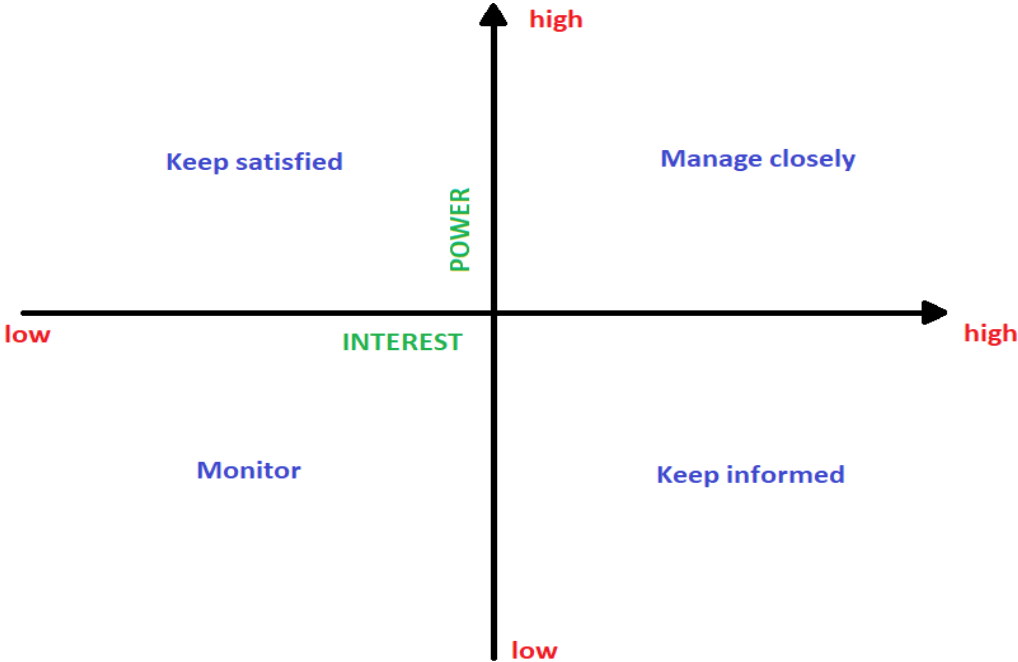 high
Keep satisfied
Manage closely
POWER
low
INTEREST
high
Monitor
Keep informed
low